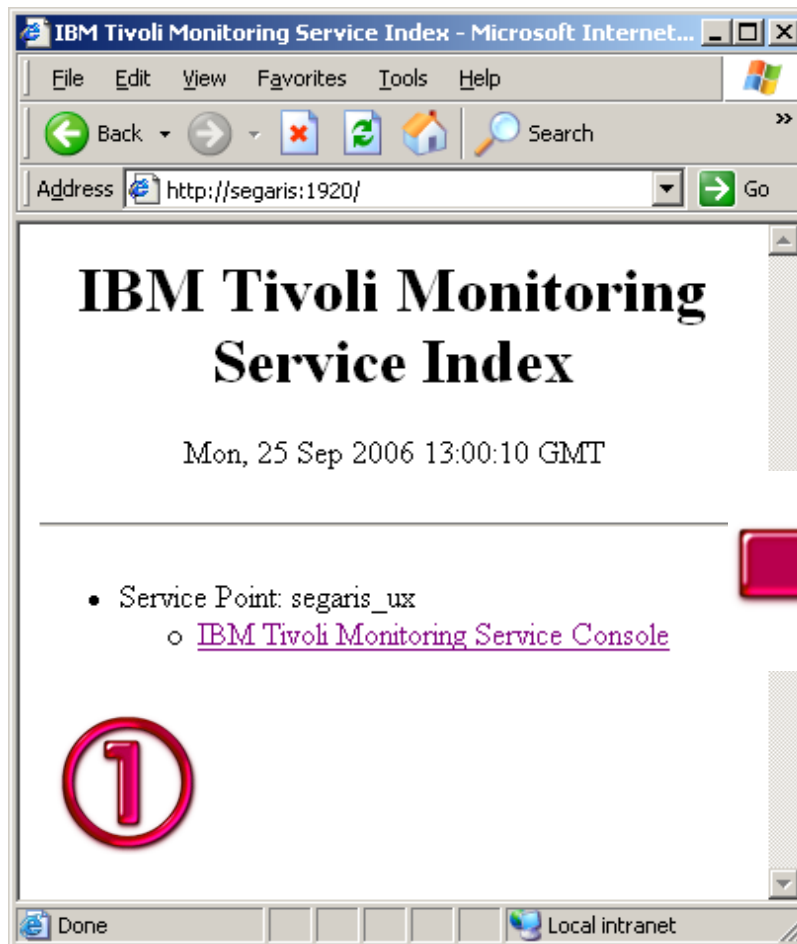 IBM Tivoli Monitoring Service Index - Microsoft Internet...
File Edit View Favorites Tools Help
Back Search »
Address http://segaris:1920/ Go
IBM Tivoli Monitoring
Service Index
Mon, 25 Sep 2006 13:00:10 GMT
Service Point: segaris_ux
IBM Tivoli Monitoring Service Console
1
Done Local intranet